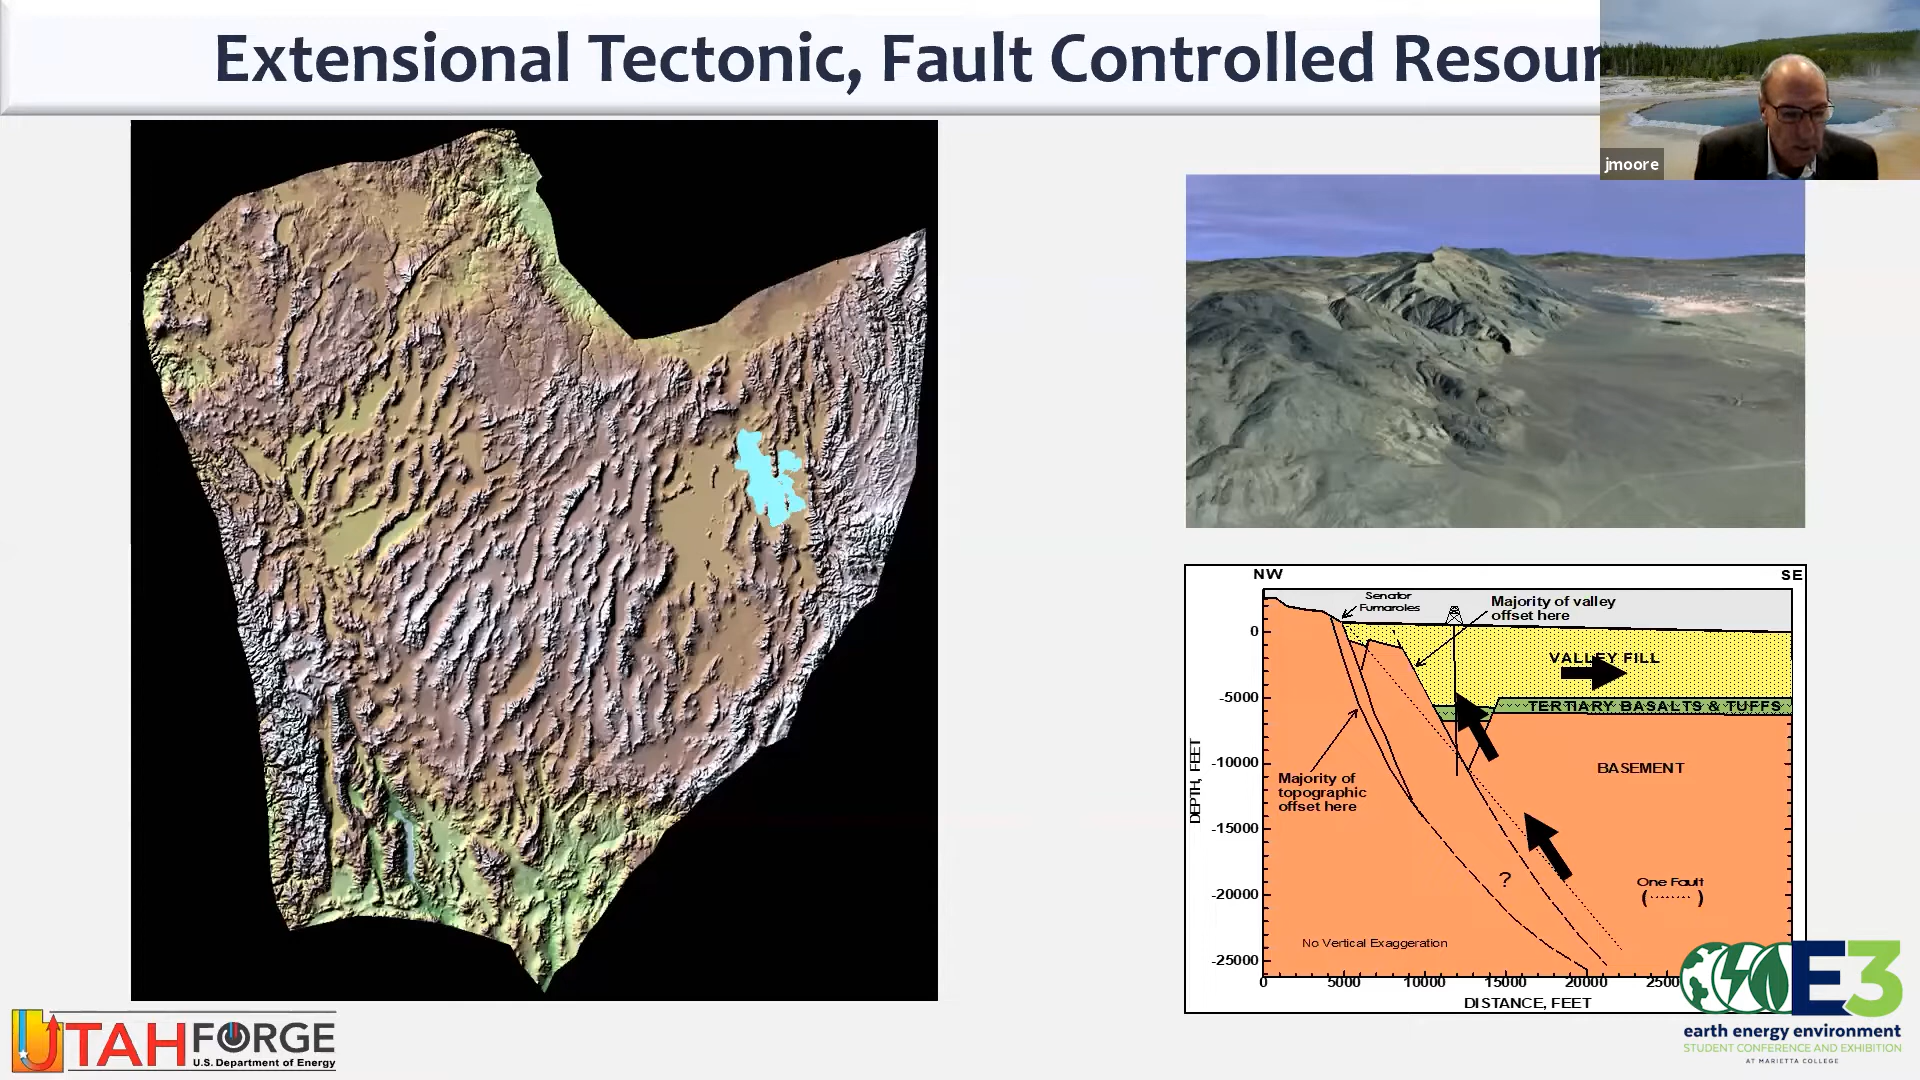 Extensional Tectonic, Fault Controlled Resour
jmoore
NW
SE
Senator
Fumaroles
Majority of valley
offset here
VALLEY FILL
TERTIARY BASALTS & TUFFS
BASEMENT
Majority of
topographic
offset here
?
One Fault
( ........ )
No Vertical Exaggeration
DEPTH, FEET
0
-5000
-10000
-15000
-20000
-25000
0
5000
10000
15000
20000
2500
DISTANCE, FEET
UTAH FORGE
U.S. Department of Energy
E3
earth energy environment
STUDENT CONFERENCE AND EXHIBITION
AT MARIETTA COLLEGE